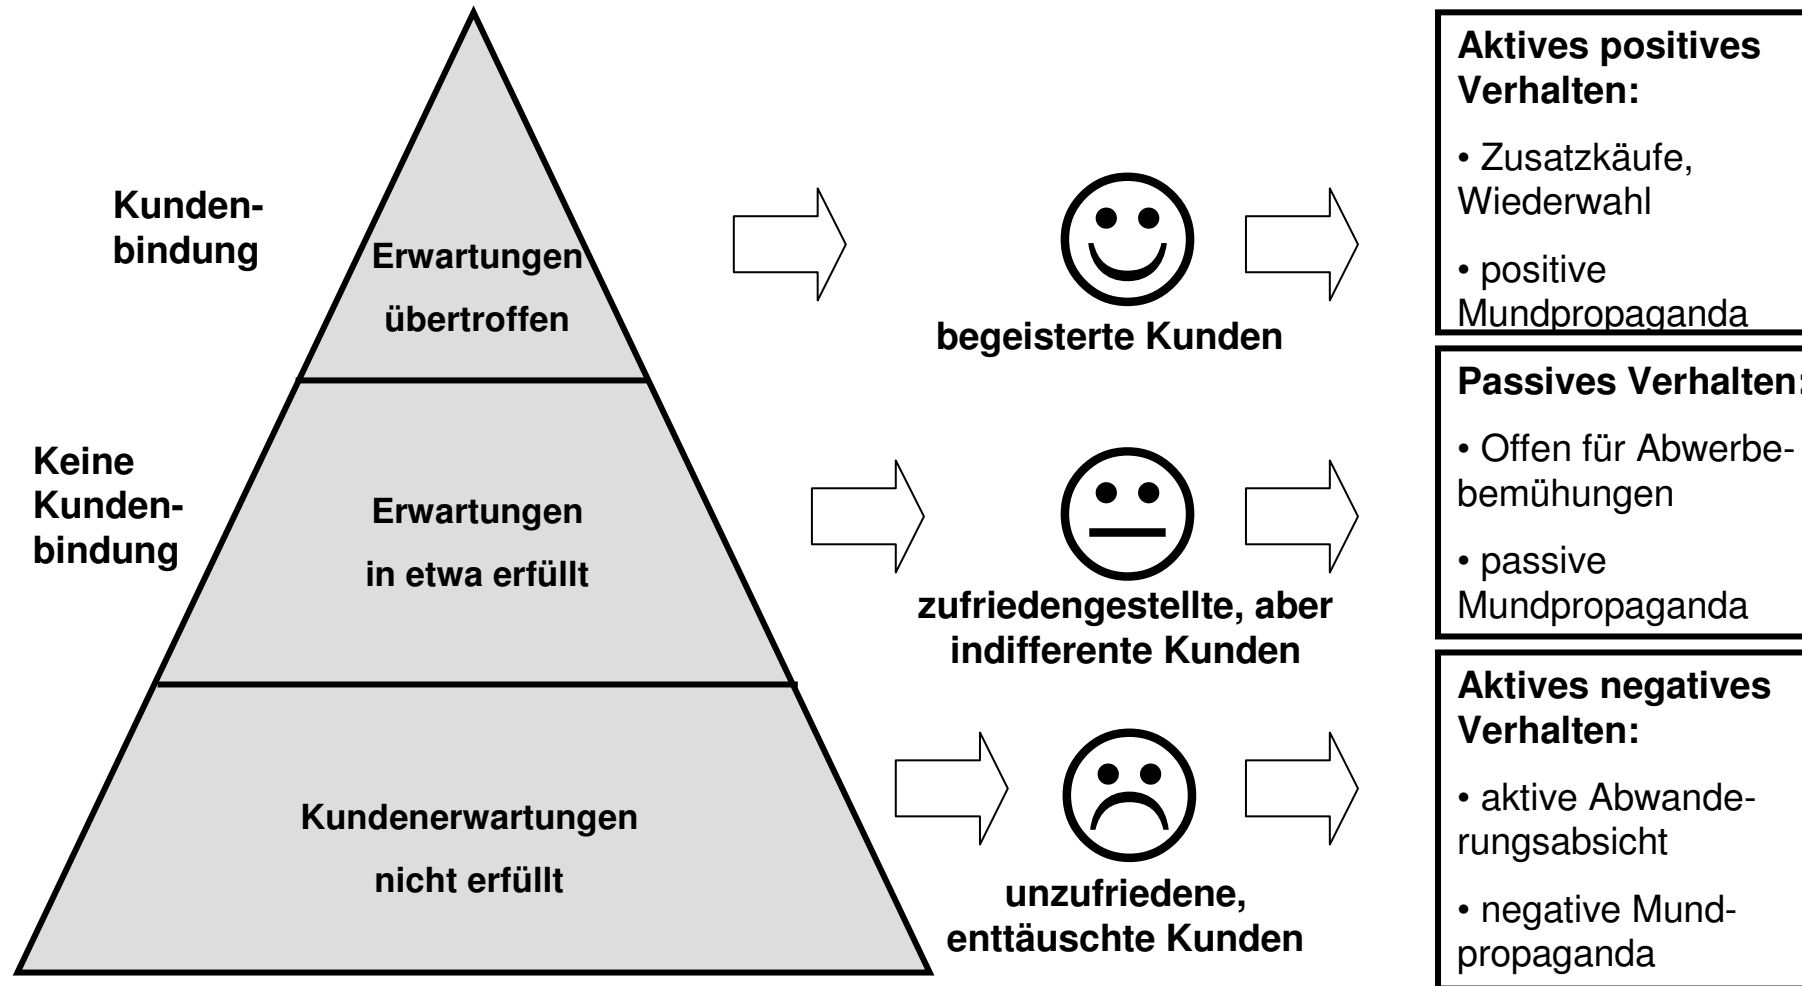 Kunden-
bindung
Erwartungen
übertroffen
begeisterte Kunden
Aktives positives
Verhalten:
• Zusatzkäufe,
Wiederwahl
• positive
Mundpropaganda
Keine
Kunden-
bindung
Erwartungen
in etwa erfüllt
zufriedengestellte, aber
indifferente Kunden
Passives Verhalten:
• Offen für Abwerbe-
bemühungen
• passive
Mundpropaganda
Kundenerwartungen
nicht erfüllt
unzufriedene,
enttäuschte Kunden
Aktives negatives
Verhalten:
• aktive Abwande-
rungsabsicht
• negative Mund-
propaganda